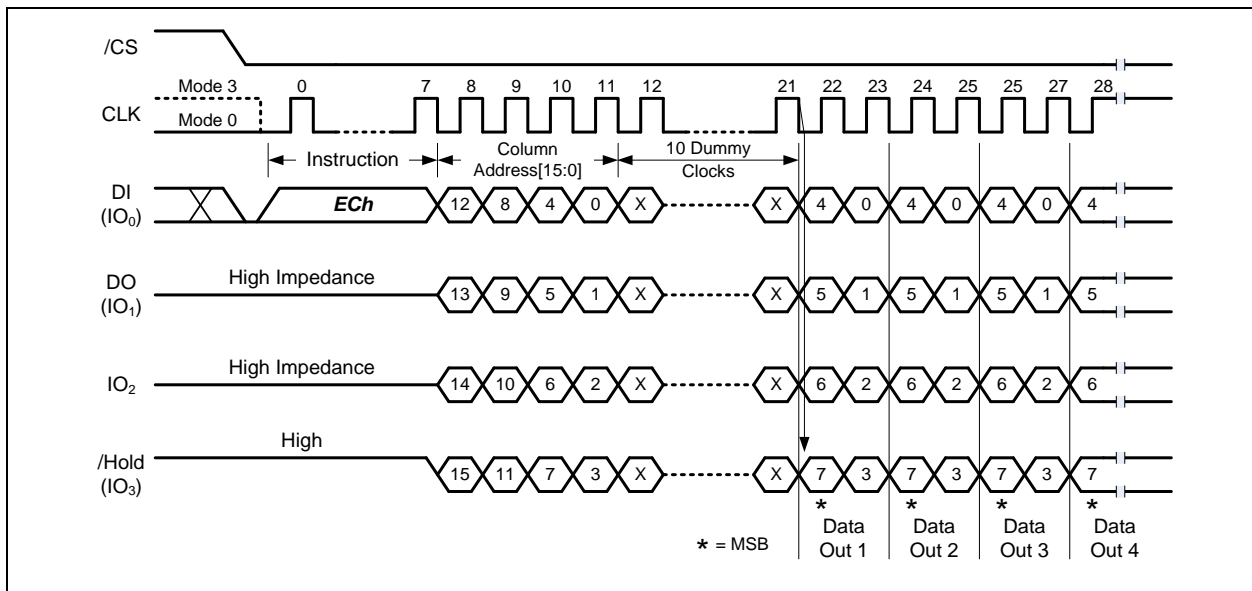 /CS
Mode 3 0 7 8 9 10 11 12 21 22 23 24 25 25 27 28
CLK
Mode 0
Instruction
Column
Address[15:0]
10 Dummy
Clocks
DI
(IO0)
ECh 12 8 4 0 X X 4 0 4 0 4 0 4
High Impedance
DO
(IO1)
13 9 5 1 X X 5 1 5 1 5 1 5
High Impedance
IO2
14 10 6 2 X X 6 2 6 2 6 2 6
High
/Hold
(IO3)
15 11 7 3 X X 7 3 7 3 7 3 7
* * * *
* = MSB
Data
Out 1
Data
Out 2
Data
Out 3
Data
Out 4